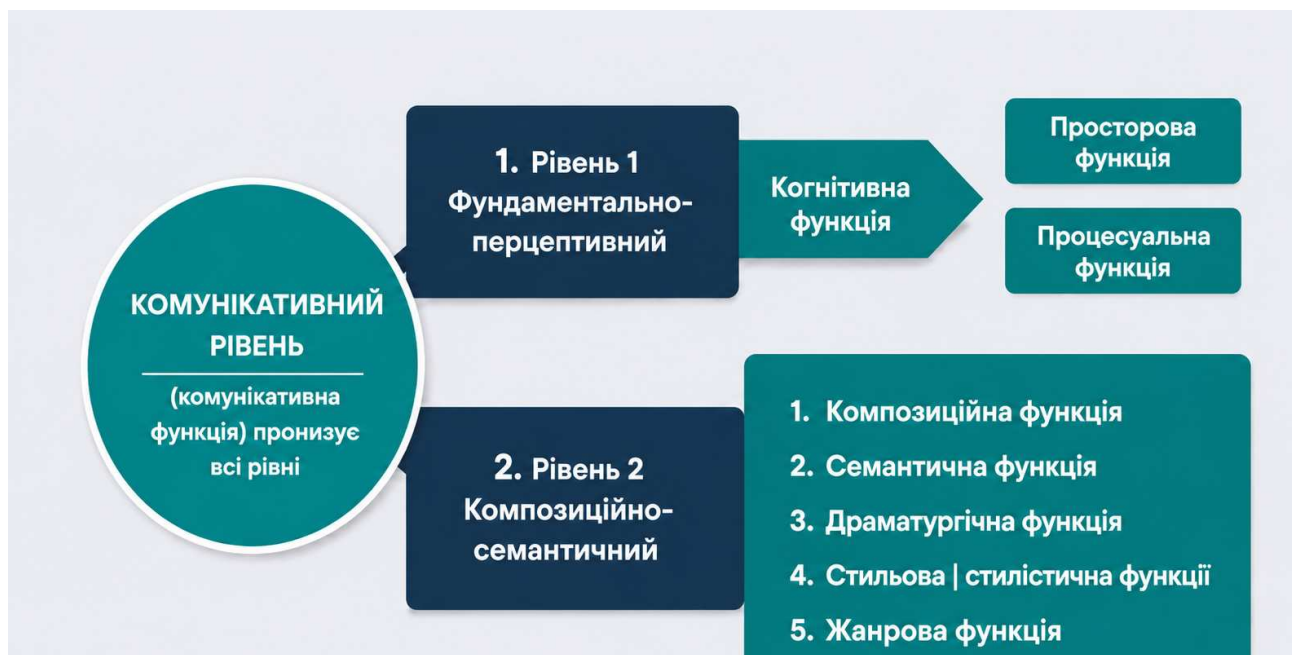 КОМУНІКАТИВНИЙ
РІВЕНЬ
(комунікативна
функція) пронизує
всі рівні
1. Рівень 1
Фундаментально-
перцептивний
Когнітивна
функція
Просторова
функція
Процесуальна
функція
2. Рівень 2
Композиційно-
семантичний
1. Композиційна функція
2. Семантична функція
3. Драматургічна функція
4. Стильова | стилістична функції
5. Жанрова функція